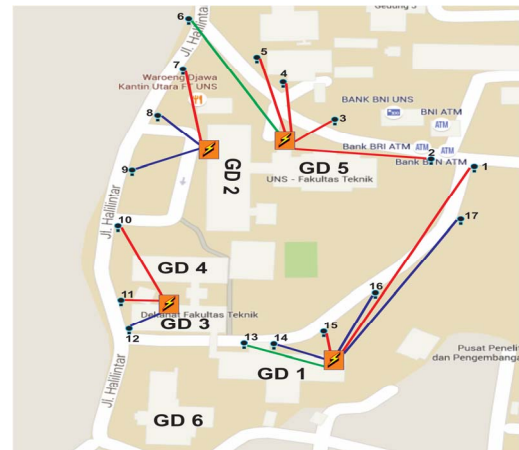 Gedung 5
6
Jl. Halilintar
5
7
Waroeng Djawa
Kantin Utara FT UNS
4
8
BANK BNI UNS
BNI ATM
3
ATM
Bank BRI ATM
ATM
ATM
2
Bank BTN ATM
1
GD 5
UNS - Fakultas Teknik
GD 2
9
17
Jl. Halilintar
10
GD 4
16
11
Dekanat Fakultas Teknik
GD 3
12
13
14
15
Pusat Peneli
dan Pengembang
GD 1
Jl. Halilintar
GD 6